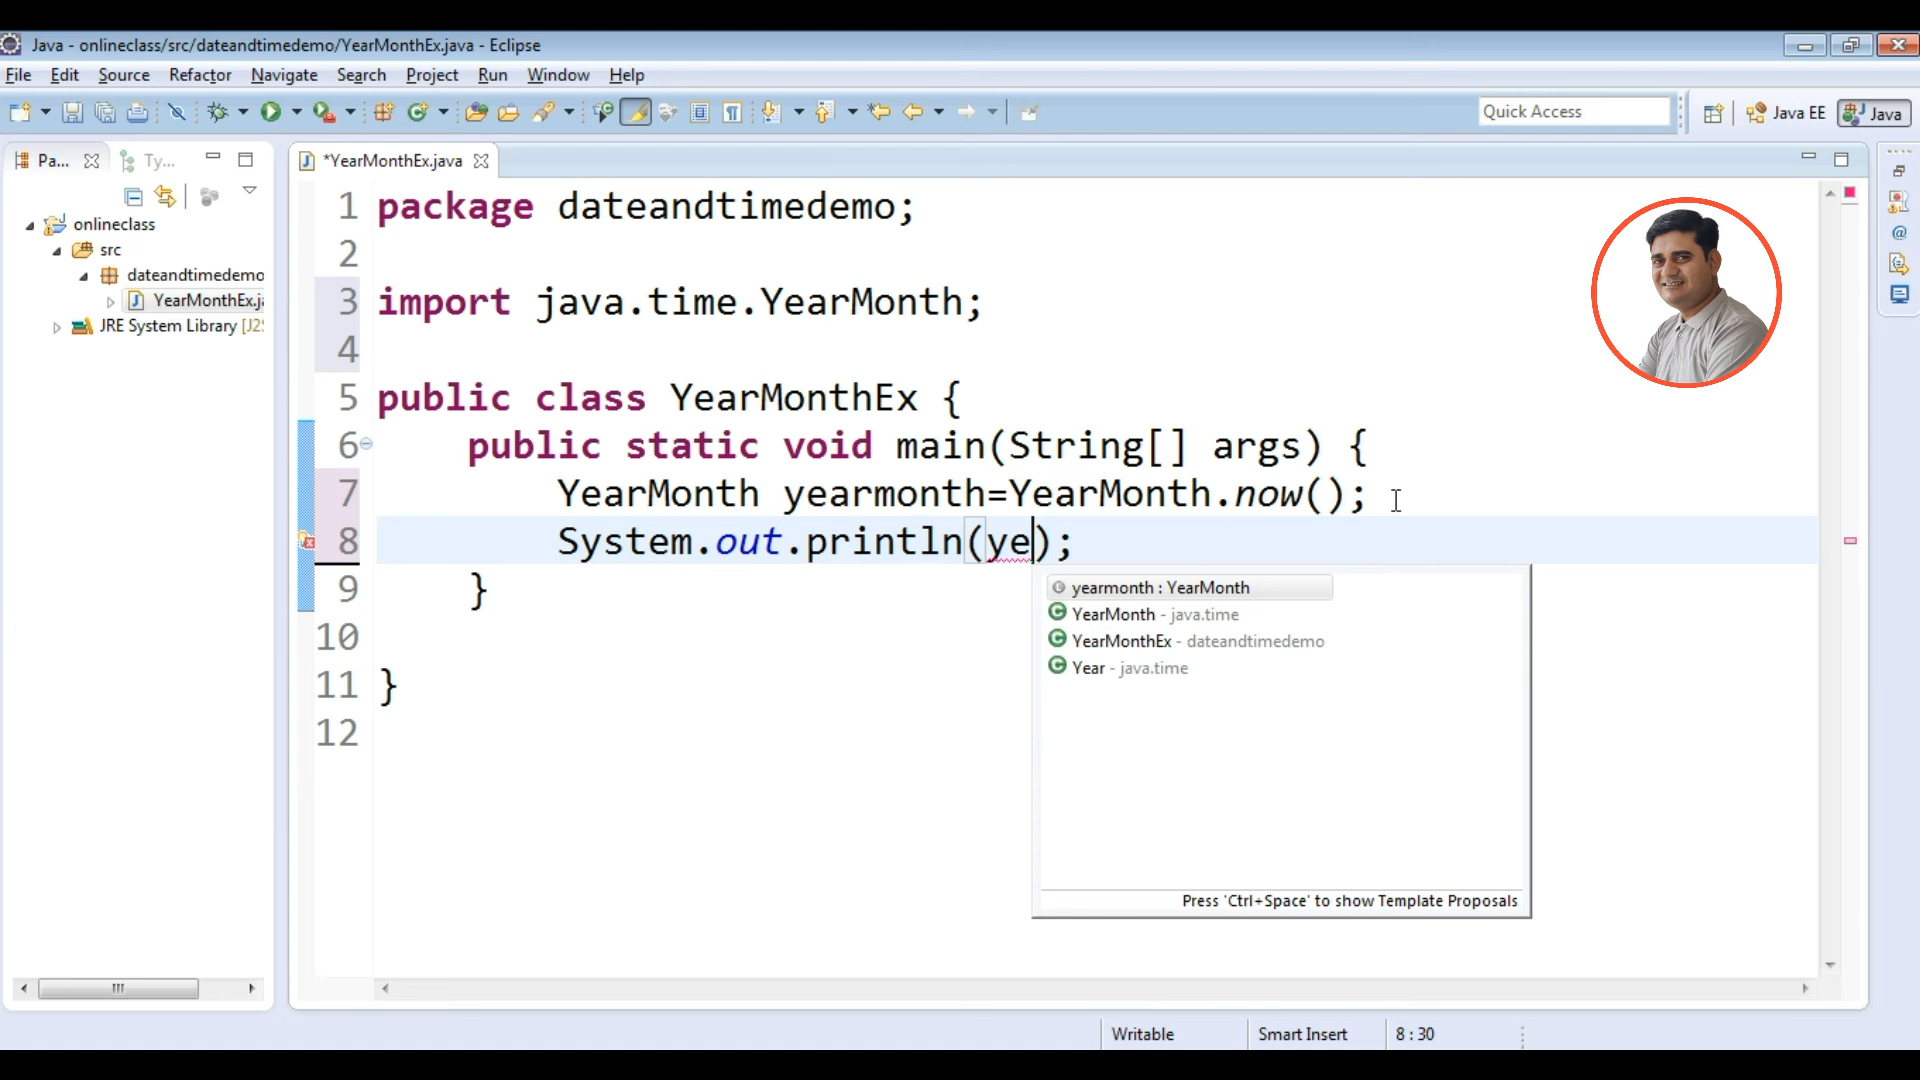 Java - onlineclass/src/dateandtimedemo/YearMonthEx.java - Eclipse
File Edit Source Refactor Navigate Search Project Run Window Help
Quick Access
Java EE
Java
Pa...
Ty...
*YearMonthEx.java
onlineclass
src
dateandtimedemo
YearMonthEx.ja
JRE System Library [J2S
1 package dateandtimedemo;
2
3 import java.time.YearMonth;
4
5 public class YearMonthEx {
6 public static void main(String[] args) {
7 YearMonth yearmonth=YearMonth.now();
8 System.out.println(ye);
9 }
10
11 }
12
yearmonth : YearMonth
YearMonth - java.time
YearMonthEx - dateandtimedemo
Year - java.time
Press 'Ctrl+Space' to show Template Proposals
Writable
Smart Insert
8 : 30